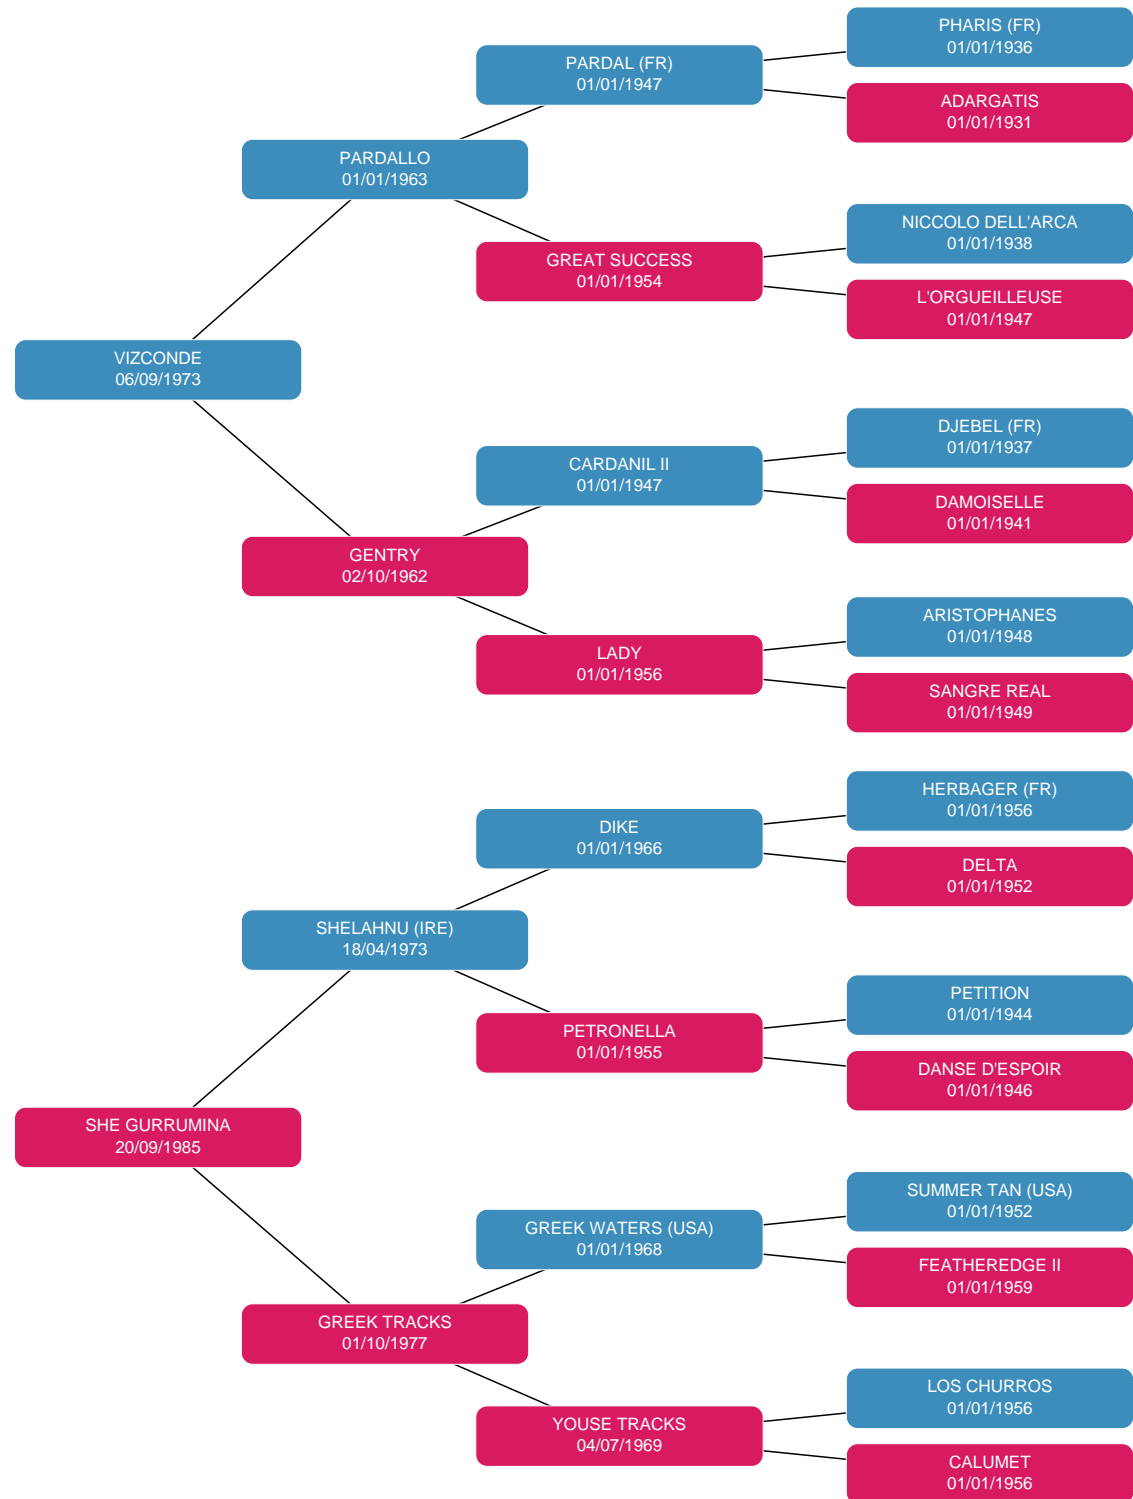 PHARIS (FR)
01/01/1936
PARDAL (FR)
01/01/1947
ADARGATIS
01/01/1931
PARDALLO
01/01/1963
NICCOLO DELL'ARCA
01/01/1938
GREAT SUCCESS
01/01/1954
L'ORGUEILLEUSE
01/01/1947
VIZCONDE
06/09/1973
DJEBEL (FR)
01/01/1937
CARDANIL II
01/01/1947
DAMOISELLE
01/01/1941
GENTRY
02/10/1962
ARISTOPHANES
01/01/1948
LADY
01/01/1956
SANGRE REAL
01/01/1949
HERBAGER (FR)
01/01/1956
DIKE
01/01/1966
DELTA
01/01/1952
SHELAHNU (IRE)
18/04/1973
PETITION
01/01/1944
PETRONELLA
01/01/1955
DANSE D'ESPOIR
01/01/1946
SHE GURRUMINA
20/09/1985
SUMMER TAN (USA)
01/01/1952
GREEK WATERS (USA)
01/01/1968
FEATHEREDGE II
01/01/1959
GREEK TRACKS
01/10/1977
LOS CHURROS
01/01/1956
YOUSE TRACKS
04/07/1969
CALUMET
01/01/1956